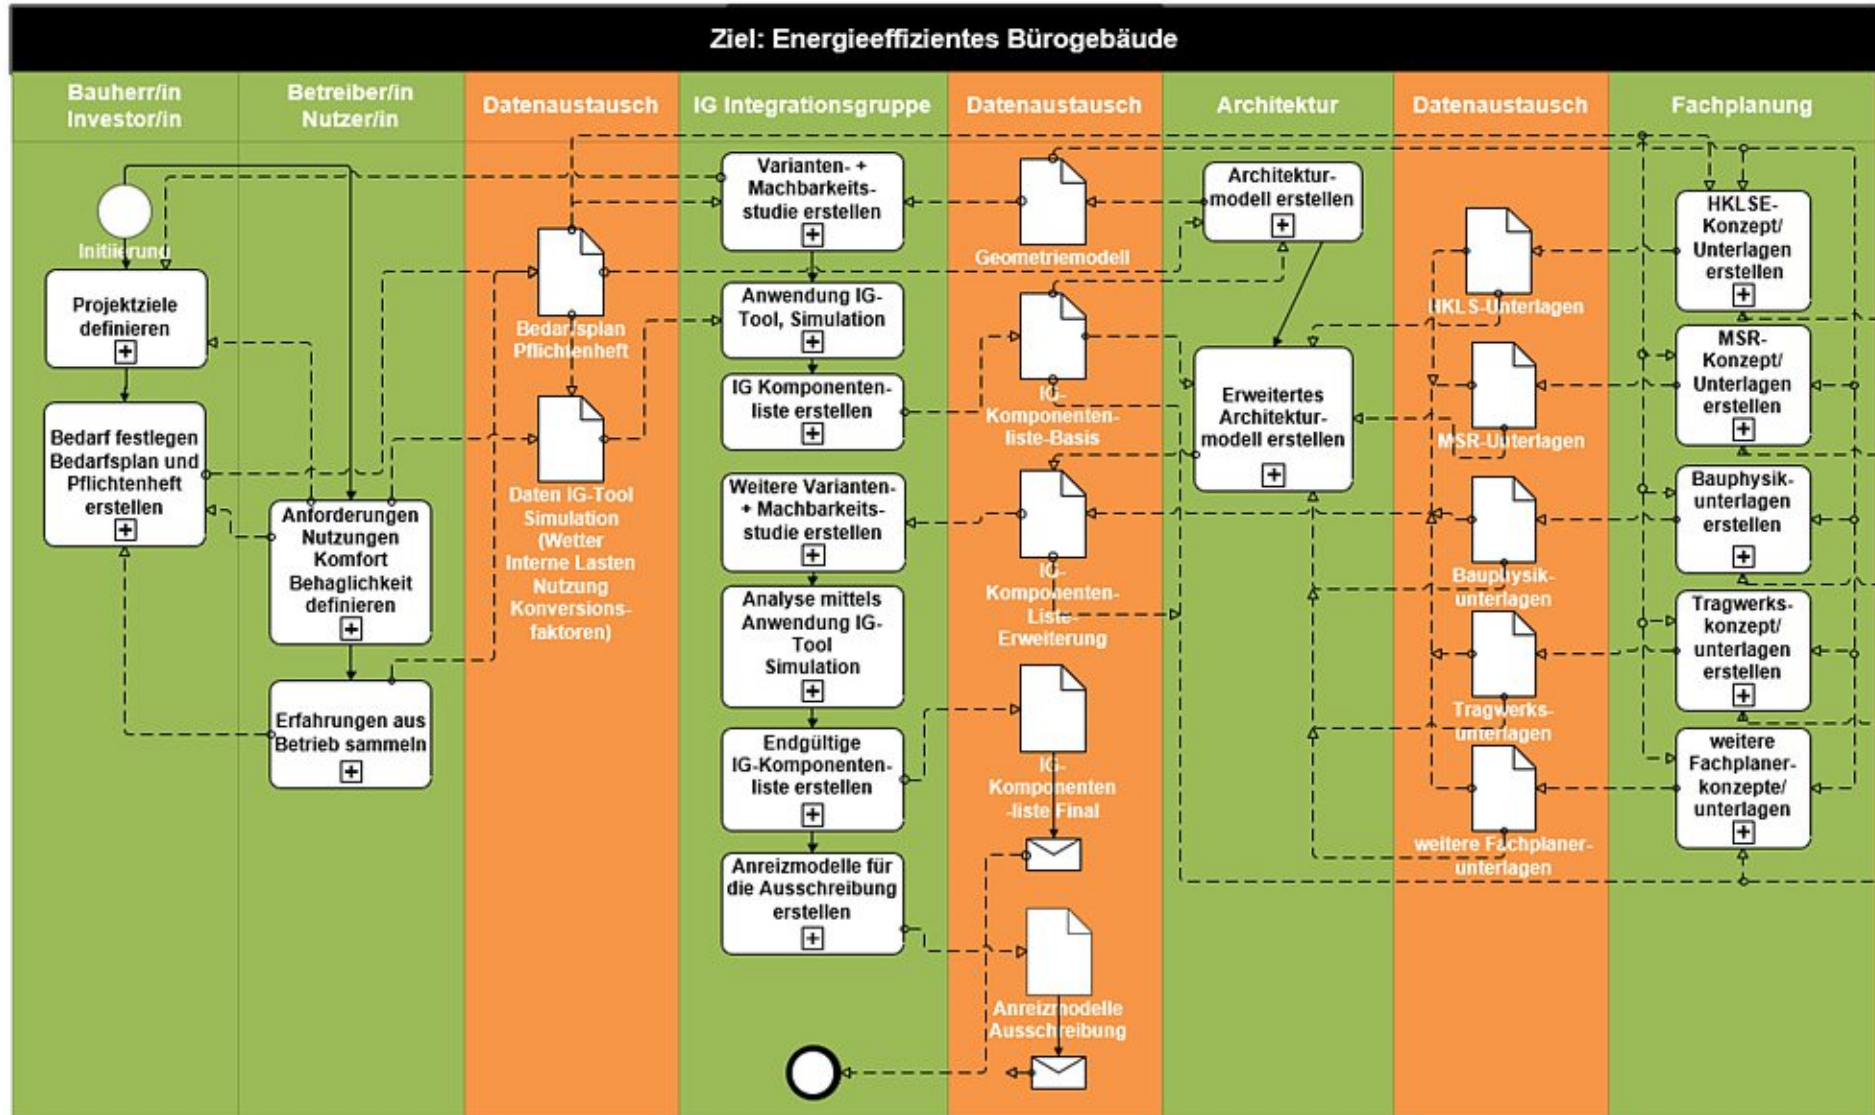 Ziel: Energieeffizientes Bürogebäude
Bauherr/in
Investor/in
Betreiber/in
Nutzer/in
Datenaustausch
IG Integrationsgruppe
Datenaustausch
Architektur
Datenaustausch
Fachplanung
Initiierung
Projektziele
definieren
Bedarf festlegen
Bedarfsplan und
Pflichtenheft
erstellen
Anforderungen
Nutzungen
Komfort
Behaglichkeit
definieren
Erfahrungen aus
Betrieb sammeln
Bedarfsplan
Pflichtenheft
Daten IG-Tool
Simulation
(Wetter
Interne Lasten
Nutzung
Konversions-
faktoren)
Varianten- +
Machbarkeits-
studie erstellen
Anwendung IG-
Tool, Simulation
IG Komponenten-
liste erstellen
Weitere Varianten-
+ Machbarkeits-
studie erstellen
Analyse mittels
Anwendung IG-
Tool
Simulation
Endgültige
IG-Komponenten-
liste erstellen
Anreizmodelle für
die Ausschreibung
erstellen
Geometriemodell
IG-
Komponenten-
liste-Basis
IG-
Komponenten-
Liste-
Erweiterung
IG-
Komponenten
-liste Final
Anreizmodelle
Ausschreibung
Architektur-
modell erstellen
Erweitertes
Architektur-
modell erstellen
HKLS-Unterlagen
MSR-Unterlagen
Bauphysik-
unterlagen
Tragwerks-
unterlagen
weitere Fachplaner-
unterlagen
HKLSE-
Konzept/
Unterlagen
erstellen
MSR-
Konzept/
Unterlagen
erstellen
Bauphysik-
unterlagen
erstellen
Tragwerks-
konzept/
unterlagen
erstellen
weitere
Fachplaner-
konzepte/
unterlagen